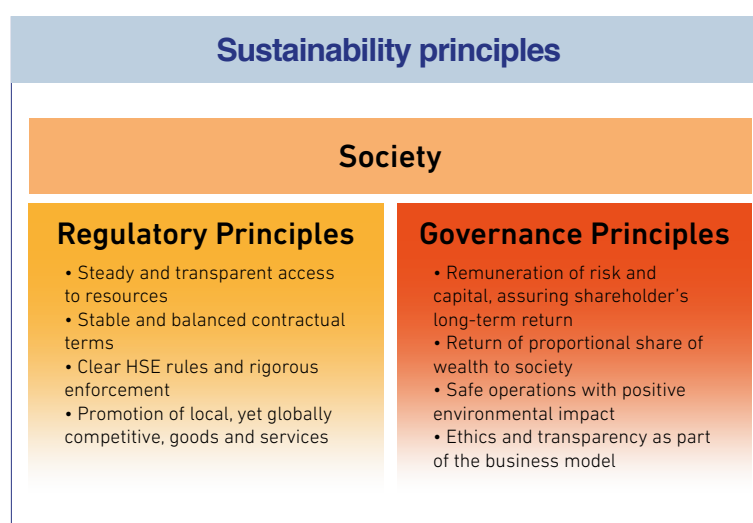 Sustainability principles
Society
Regulatory Principles
• Steady and transparent access
to resources
• Stable and balanced contractual
terms
• Clear HSE rules and rigorous
enforcement
• Promotion of local, yet globally
competitive, goods and services
Governance Principles
• Remuneration of risk and
capital, assuring shareholder’s
long-term return
• Return of proportional share of
wealth to society
• Safe operations with positive
environmental impact
• Ethics and transparency as part
of the business model